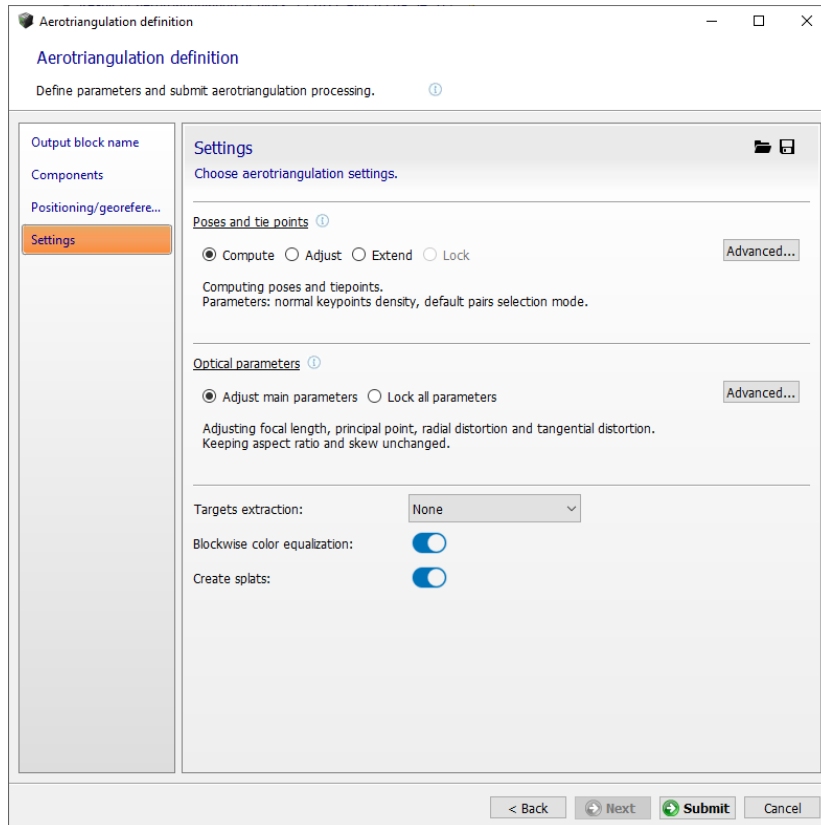 Aerotriangulation definition
Aerotriangulation definition
Define parameters and submit aerotriangulation processing.
Output block name
Components
Positioning/georefere...
Settings
Settings
Choose aerotriangulation settings.
Poses and tie points
Compute Adjust Extend Lock
Advanced...
Computing poses and tiepoints.
Parameters: normal keypoints density, default pairs selection mode.
Optical parameters
Adjust main parameters Lock all parameters
Advanced...
Adjusting focal length, principal point, radial distortion and tangential distortion.
Keeping aspect ratio and skew unchanged.
Targets extraction: None
Blockwise color equalization:
Create splats:
< Back Next Submit Cancel